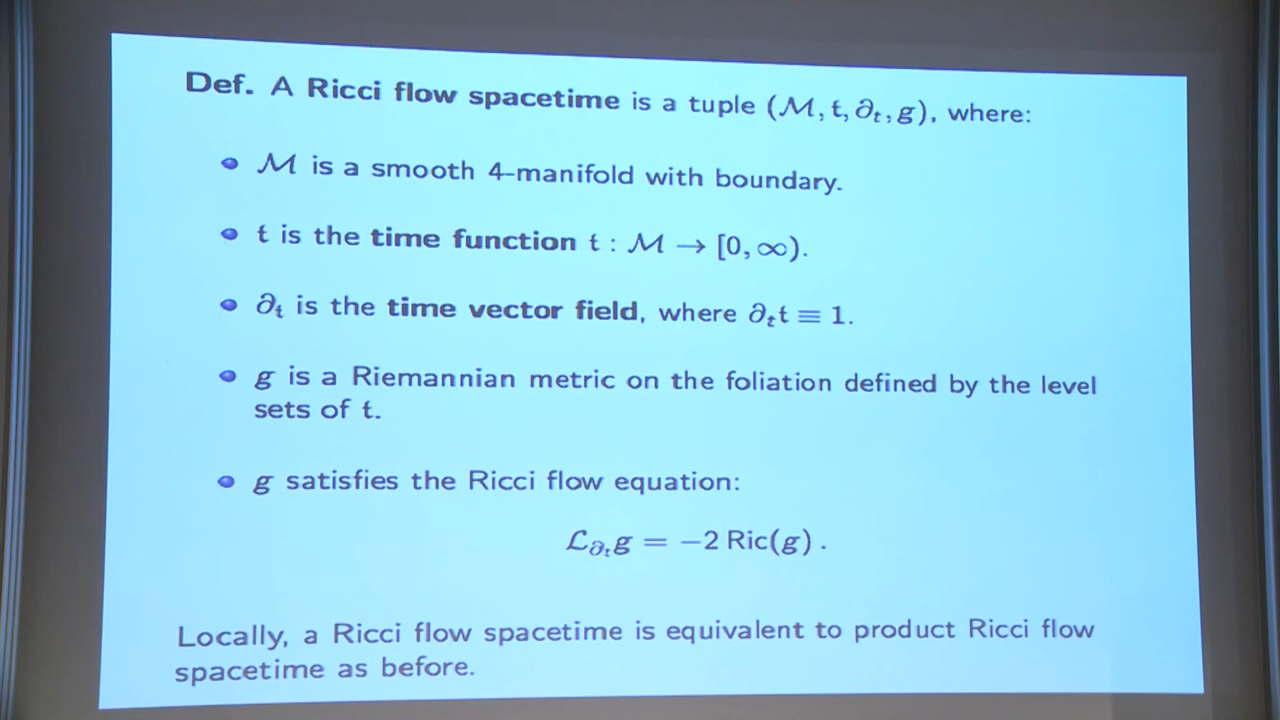 Def. A Ricci flow spacetime is a tuple (ℳ, 𝔱, ∂_t, g), where:
ℳ is a smooth 4-manifold with boundary.
𝔱 is the time function 𝔱 : ℳ → [0, ∞).
∂_𝔱 is the time vector field, where ∂_t 𝔱 ≡ 1.
g is a Riemannian metric on the foliation defined by the level
sets of 𝔱.
g satisfies the Ricci flow equation:
ℒ_{∂_t} g = −2 Ric(g) .
Locally, a Ricci flow spacetime is equivalent to product Ricci flow
spacetime as before.